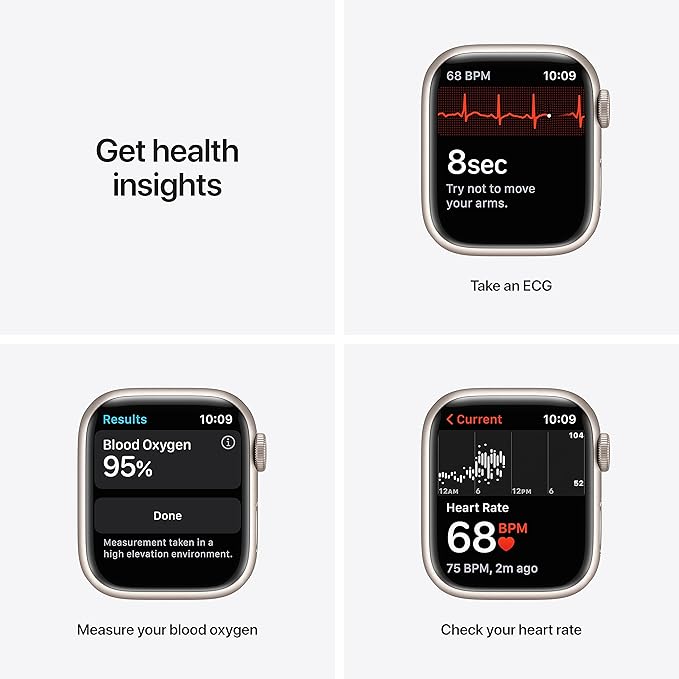 Get health
insights
68 BPM 10:09
8sec
Try not to move
your arms.
Take an ECG
Results 10:09
Blood Oxygen
95%
Done
Measurement taken in a
high elevation environment.
Measure your blood oxygen
Current 10:09
104
52
12AM 6 12PM 6
Heart Rate
68 BPM
75 BPM, 2m ago
Check your heart rate